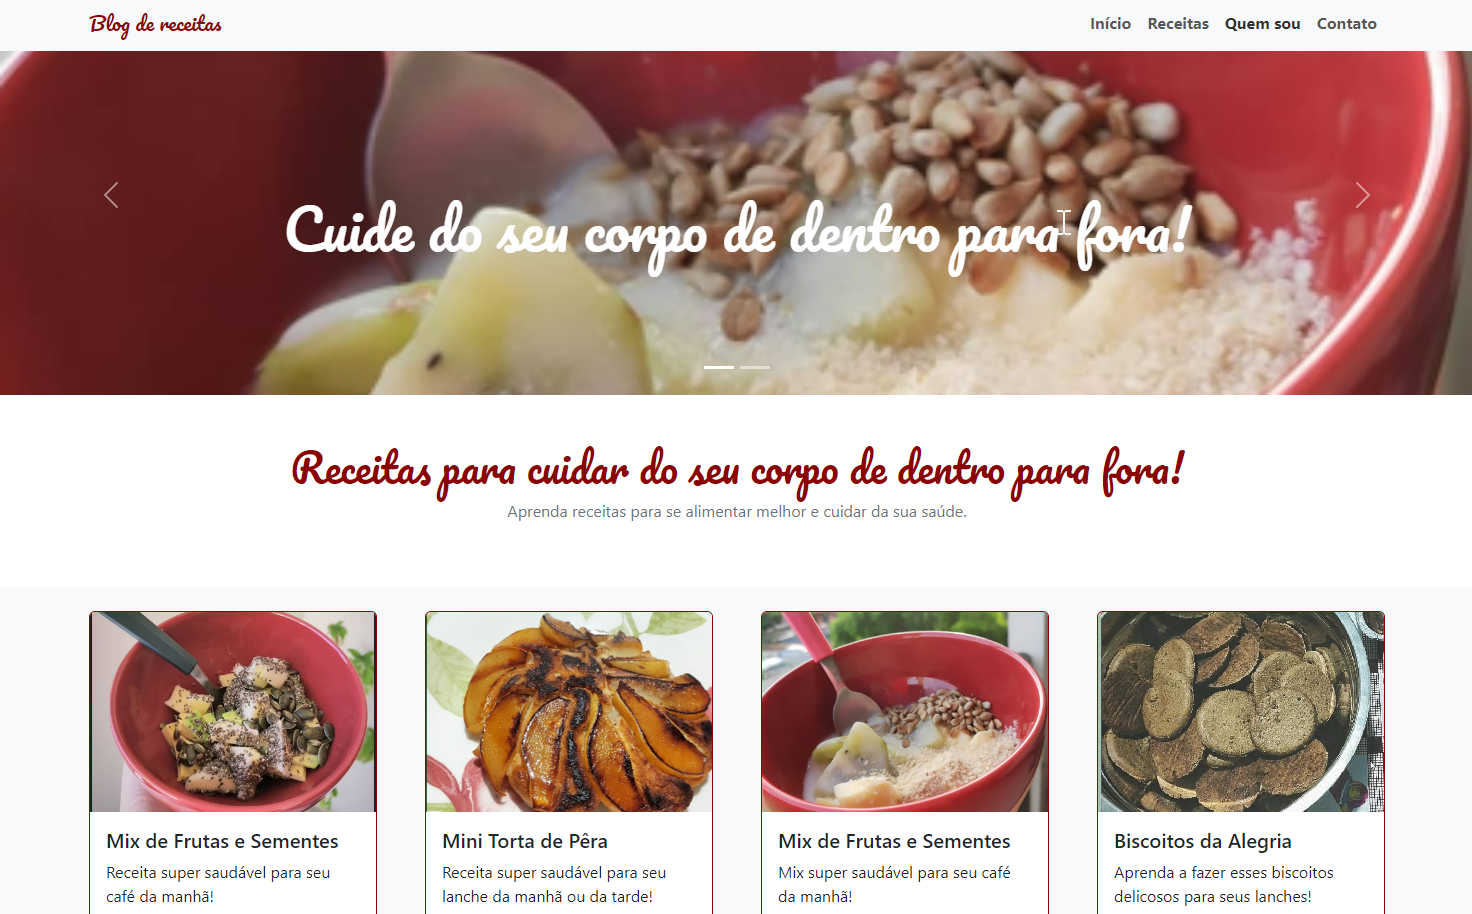 Blog de receitas
Início Receitas Quem sou Contato
Cuide do seu corpo de dentro para fora!
Receitas para cuidar do seu corpo de dentro para fora!
Aprenda receitas para se alimentar melhor e cuidar da sua saúde.
Mix de Frutas e Sementes
Receita super saudável para seu
café da manhã!
Mini Torta de Pêra
Receita super saudável para seu
lanche da manhã ou da tarde!
Mix de Frutas e Sementes
Mix super saudável para seu café
da manhã!
Biscoitos da Alegria
Aprenda a fazer esses biscoitos
delicosos para seus lanches!